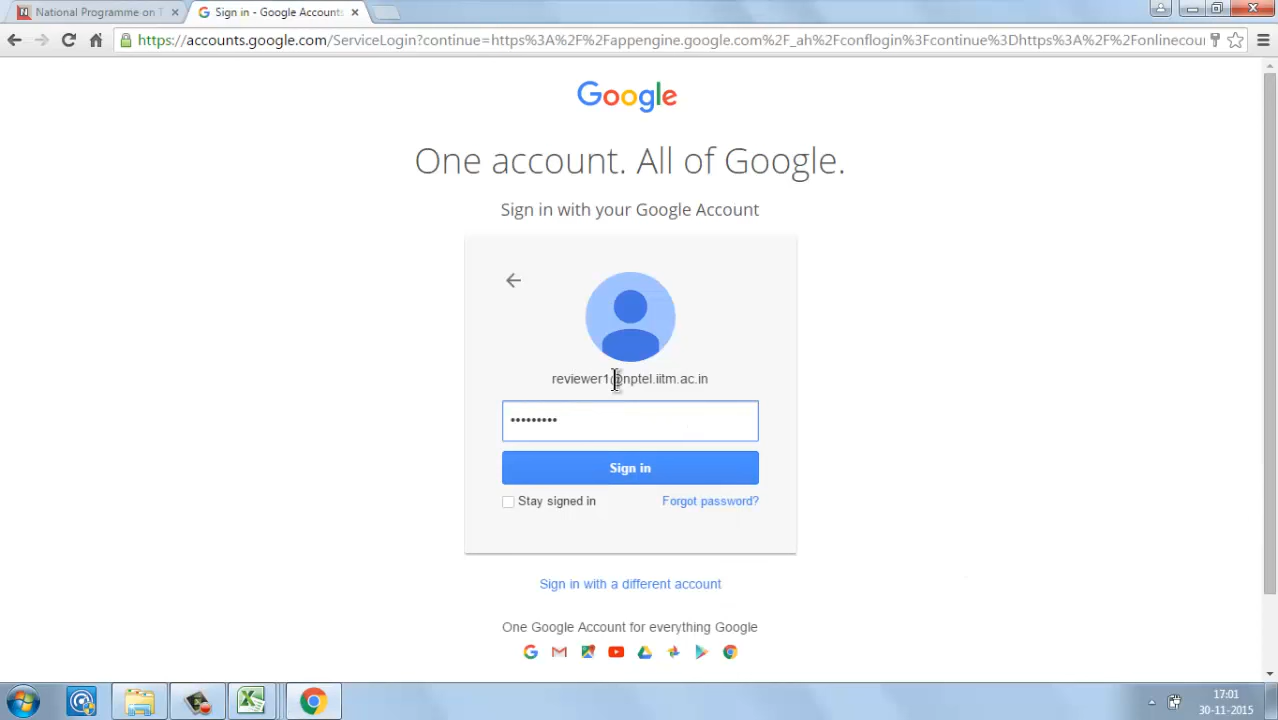 National Programme on T
Sign in - Google Accounts
https://accounts.google.com/ServiceLogin?continue=https%3A%2F%2Fappengine.google.com%2F_ah%2Fconflogin%3Fcontinue%3Dhttps%3A%2F%2Fonlinecour
Google
One account. All of Google.
Sign in with your Google Account
reviewer1@nptel.iitm.ac.in
•••••••••
Sign in
Stay signed in
Forgot password?
Sign in with a different account
One Google Account for everything Google
17:01
30-11-2015